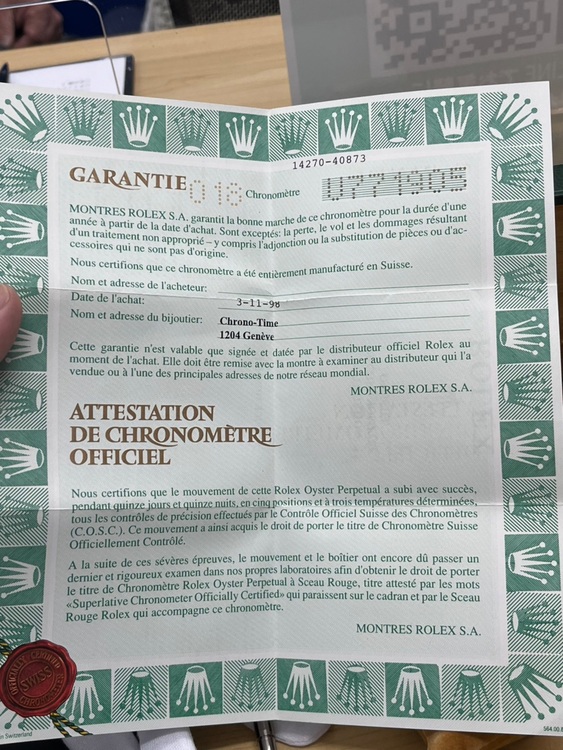 14270-40873
GARANTIE 018 Chronomètre U771905
MONTRES ROLEX S.A. garantit la bonne marche de ce chronomètre pour la durée d'une
année à partir de la date d'achat. Sont exceptés: la perte, le vol et les dommages résultant
d'un traitement non approprié – y compris l'adjonction ou la substitution de pièces ou d'ac-
cessoires qui ne sont pas d'origine.
Nous certifions que ce chronomètre a été entièrement manufacturé en Suisse.
Nom et adresse de l'acheteur:
Date de l'achat: 3-11-98
Nom et adresse du bijoutier: Chrono-Time
1204 Genève
Cette garantie n'est valable que signée et datée par le distributeur officiel Rolex au
moment de l'achat. Elle doit être remise avec la montre à examiner au distributeur qui l'a
vendue ou à l'une des principales adresses de notre réseau mondial.
MONTRES ROLEX S.A.
ATTESTATION
DE CHRONOMÈTRE
OFFICIEL
Nous certifions que le mouvement de cette Rolex Oyster Perpetual a subi avec succès,
pendant quinze jours et quinze nuits, en cinq positions et à trois températures déterminées,
tous les contrôles de précision effectués par le Contrôle Officiel Suisse des Chronomètres
(C.O.S.C.). Ce mouvement a ainsi acquis le droit de porter le titre de Chronomètre Suisse
Officiellement Contrôlé.
A la suite de ces sévères épreuves, le mouvement et le boîtier ont encore dû passer un
dernier et rigoureux examen dans nos propres laboratoires afin d'obtenir le droit de porter
le titre de Chronomètre Rolex Oyster Perpetual à Sceau Rouge, titre attesté par les mots
«Superlative Chronometer Officially Certified» qui paraissent sur le cadran et par le Sceau
Rouge Rolex qui accompagne ce chronomètre.
MONTRES ROLEX S.A.
OFFICIALLY CERTIFIED
SWISS
CHRONOMETER
in Switzerland
564.00